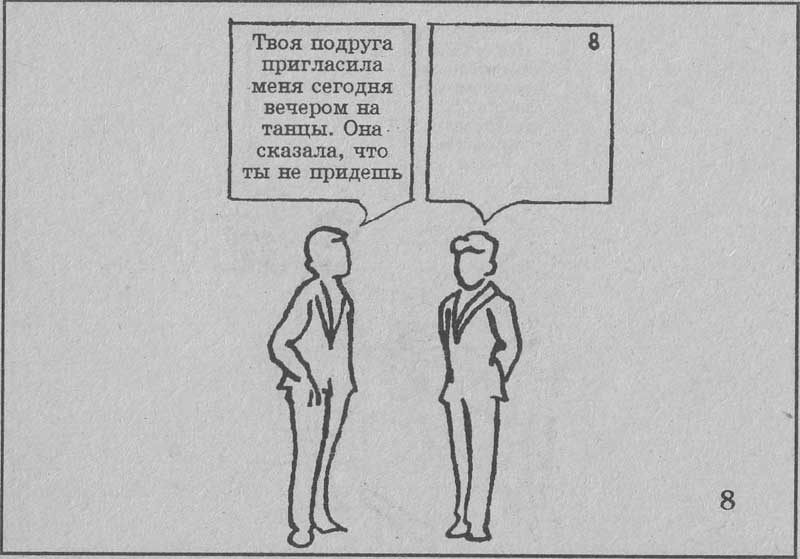 Твоя подруга
пригласила
меня сегодня
вечером на
танцы. Она
сказала, что
ты не придешь
8
8